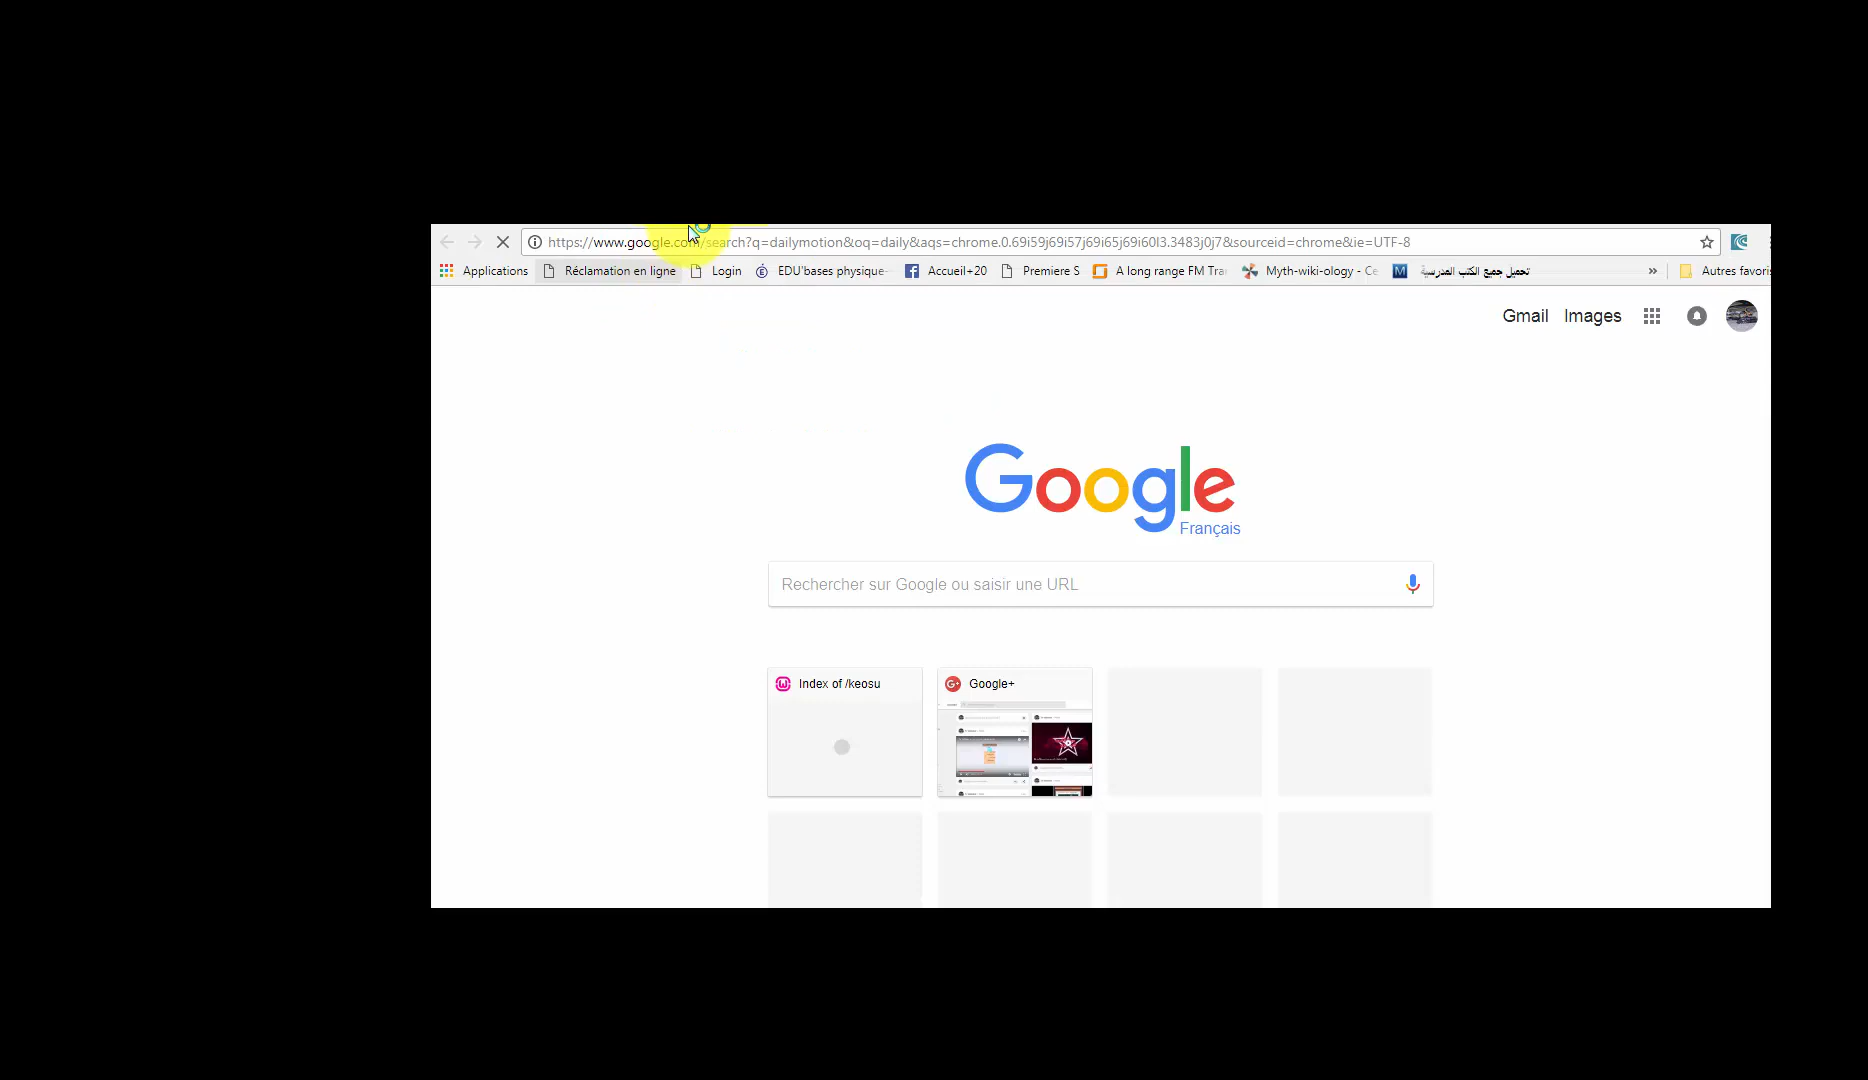 https://www.google.com/search?q=dailymotion&oq=daily&aqs=chrome.0.69i59j69i57j69i65j69i60l3.3483j0j7&sourceid=chrome&ie=UTF-8
Applications Réclamation en ligne Login EDU'bases physique Accueil+20 Premiere S A long range FM Tra Myth-wiki-ology - Ce تحميل جميع الكتب المدرسية » Autres favoris
Gmail Images
Google
Français
Rechercher sur Google ou saisir une URL
Index of /keosu Google+